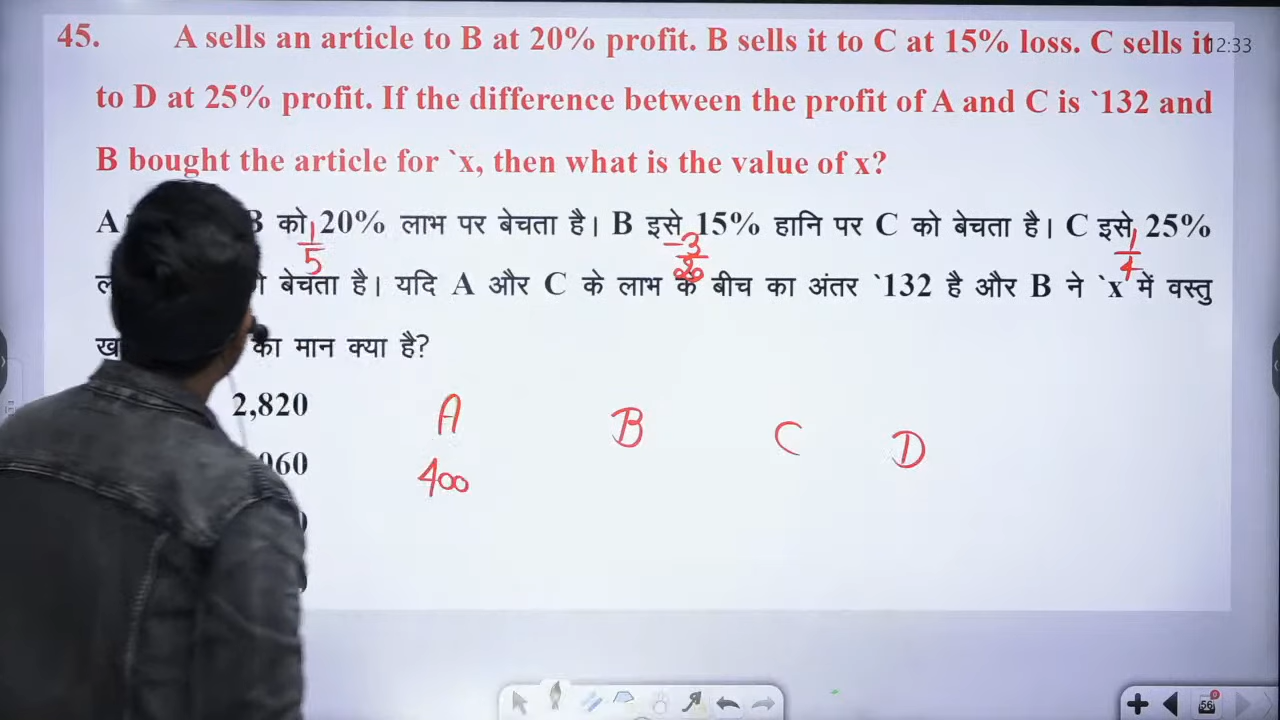 45. A sells an article to B at 20% profit. B sells it to C at 15% loss. C sells it
12:33
to D at 25% profit. If the difference between the profit of A and C is `132 and
B bought the article for `x, then what is the value of x?
A B को 20% लाभ पर बेचता है। B इसे 15% हानि पर C को बेचता है। C इसे 25%
1/5 -3/20 1/4
बेचता है। यदि A और C के लाभ के बीच का अंतर `132 है और B ने `x में वस्तु
का मान क्या है?
2,820
A B C D
060
400
56